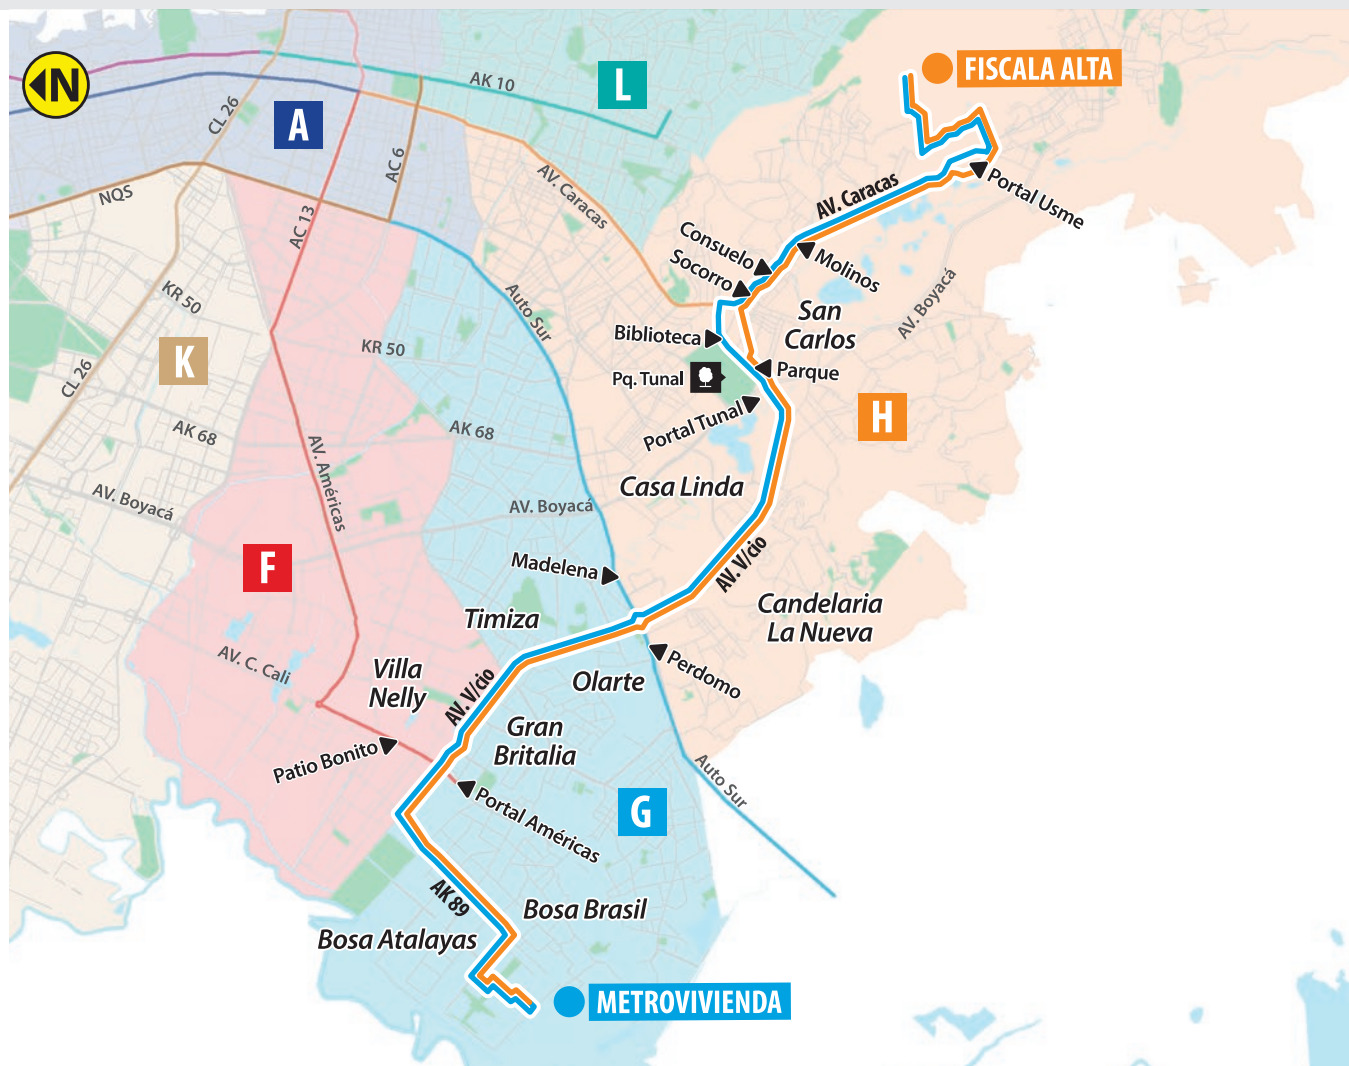 N
FISCALA ALTA
AK 10
L
CL 26
A
AC 6
NQS
AV. Caracas
AC 13
AV. Caracas
Portal Usme
Consuelo
Socorro
Molinos
AV. Boyacá
KR 50
Auto Sur
San
Carlos
Biblioteca
KR 50
K
CL 26
Parque
Pq. Tunal
Portal Tunal
H
AK 68
AK 68
AV. Américas
Casa Linda
AV. Boyacá
AV. Boyacá
F
Madelena
AV. V/cio
Candelaria
La Nueva
Timiza
AV. C. Cali
Villa
Nelly
Olarte
Perdomo
AV. V/cio
Gran
Britalia
Patio Bonito
Auto Sur
Portal Américas
G
AK 89
Bosa Brasil
Bosa Atalayas
METROVIVIENDA